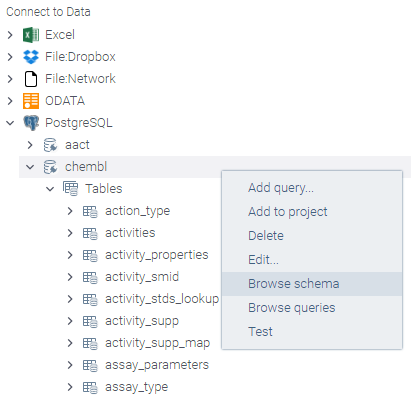 Connect to Data
Excel
File:Dropbox
File:Network
ODATA
PostgreSQL
aact
chembl
Tables
action_type
activities
activity_properties
activity_smid
activity_stds_lookup
activity_supp
activity_supp_map
assay_parameters
assay_type
Add query...
Add to project
Delete
Edit...
Browse schema
Browse queries
Test